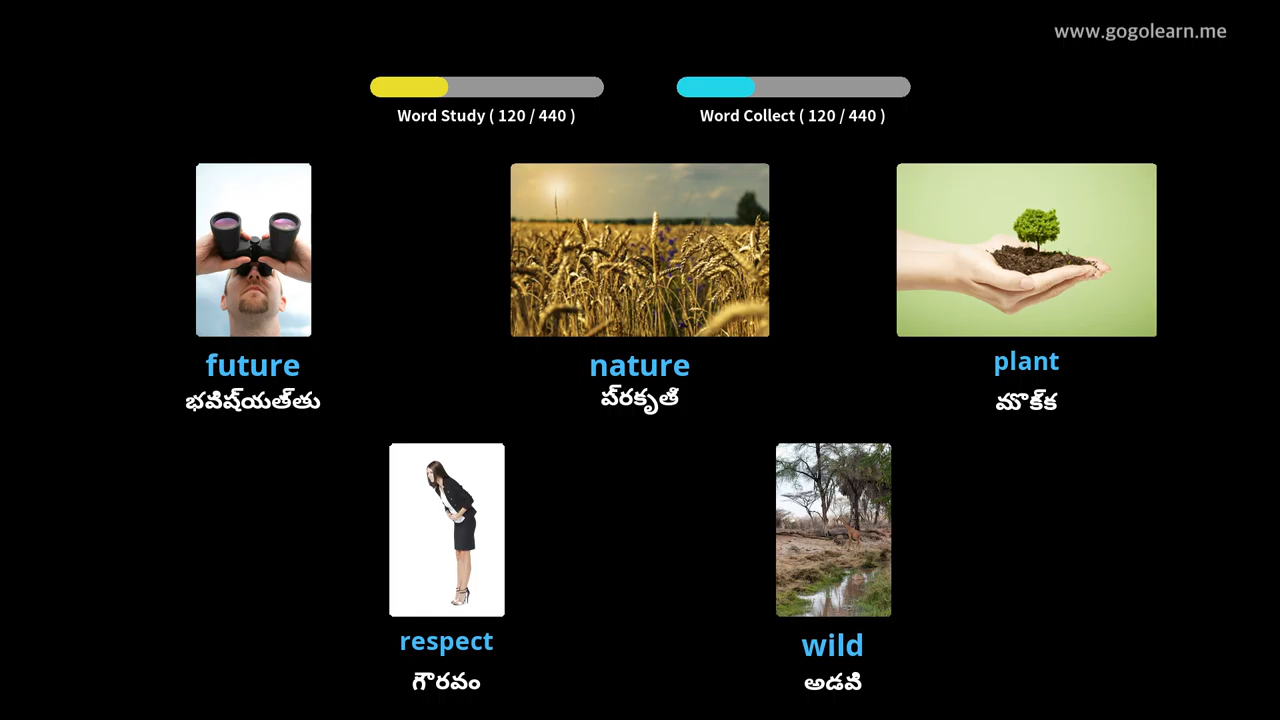 www.gogolearn.me
Word Study ( 120 / 440 )
Word Collect ( 120 / 440 )
future
భవిష్యత్తు
nature
ప్రకృతి
plant
మొక్క
respect
గౌరవం
wild
అడవి